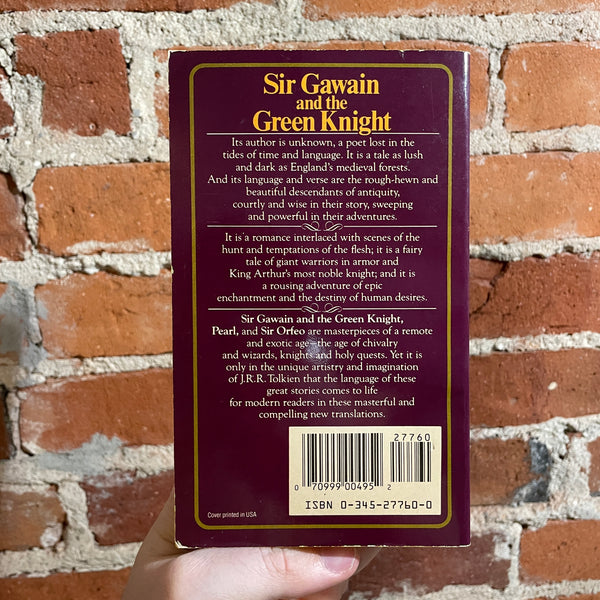 Sir Gawain
and the
Green Knight
Its author is unknown, a poet lost in the
tides of time and language. It is a tale as lush
and dark as England's medieval forests.
And its language and verse are the rough-hewn and
beautiful descendants of antiquity,
courtly and wise in their story, sweeping
and powerful in their adventures.
It is a romance interlaced with scenes of the
hunt and temptations of the flesh; it is a fairy
tale of giant warriors in armor and
King Arthur's most noble knight; and it is
a rousing adventure of epic
enchantment and the destiny of human desires.
Sir Gawain and the Green Knight,
Pearl, and Sir Orfeo are masterpieces of a remote
and exotic age—the age of chivalry
and wizards, knights and holy quests. Yet it is
only in the unique artistry and imagination
of J.R.R. Tolkien that the language of these
great stories comes to life
for modern readers in these masterful and
compelling new translations.
27760
0 70999 00495 2
ISBN 0-345-27760-0
Cover printed in USA